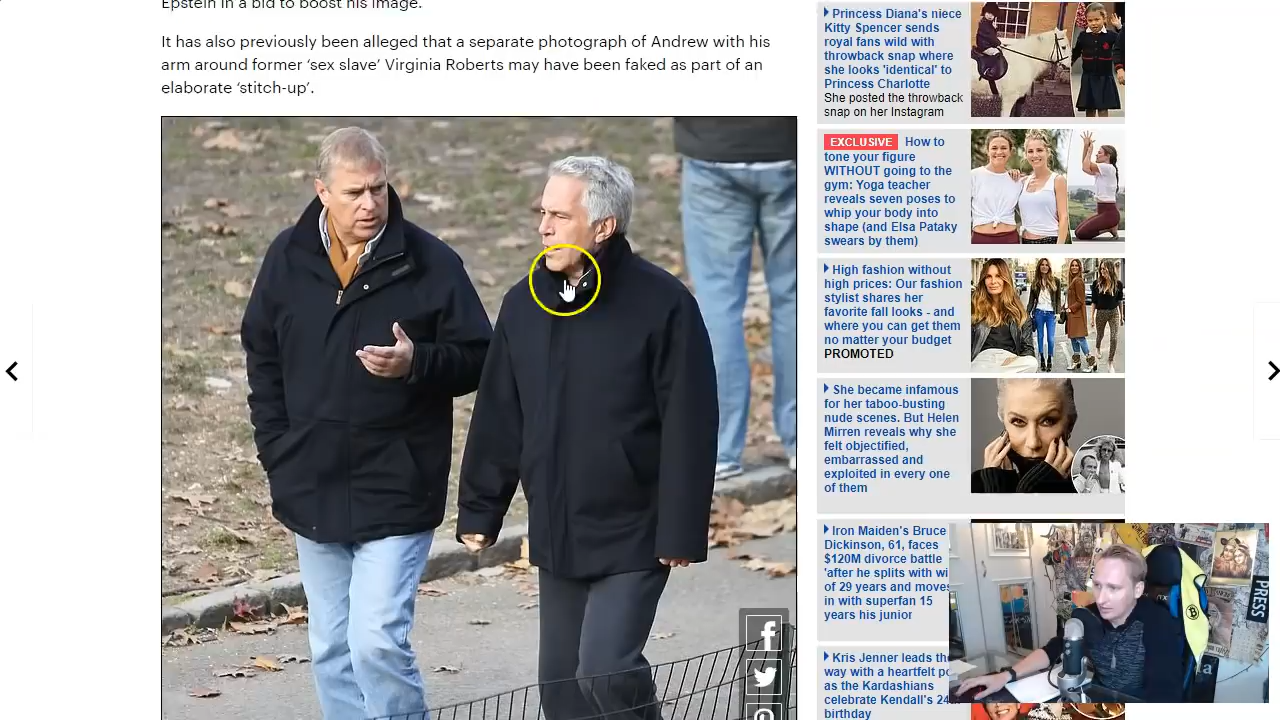 Epstein in a bid to boost his image.
It has also previously been alleged that a separate photograph of Andrew with his
arm around former ‘sex slave’ Virginia Roberts may have been faked as part of an
elaborate ‘stitch-up’.
Princess Diana's niece
Kitty Spencer sends
royal fans wild with
throwback snap where
she looks 'identical' to
Princess Charlotte
She posted the throwback
snap on her Instagram
EXCLUSIVE How to
tone your figure
WITHOUT going to the
gym: Yoga teacher
reveals seven poses to
whip your body into
shape (and Elsa Pataky
swears by them)
High fashion without
high prices: Our fashion
stylist shares her
favorite fall looks - and
where you can get them
no matter your budget
PROMOTED
She became infamous
for her taboo-busting
nude scenes. But Helen
Mirren reveals why she
felt objectified,
embarrassed and
exploited in every one
of them
Iron Maiden's Bruce
Dickinson, 61, faces
$120M divorce battle
'after he splits with wi
of 29 years and moves
in with superfan 15
years his junior
Kris Jenner leads the
way with a heartfelt po
as the Kardashians
celebrate Kendall's 24
birthday
PRESS